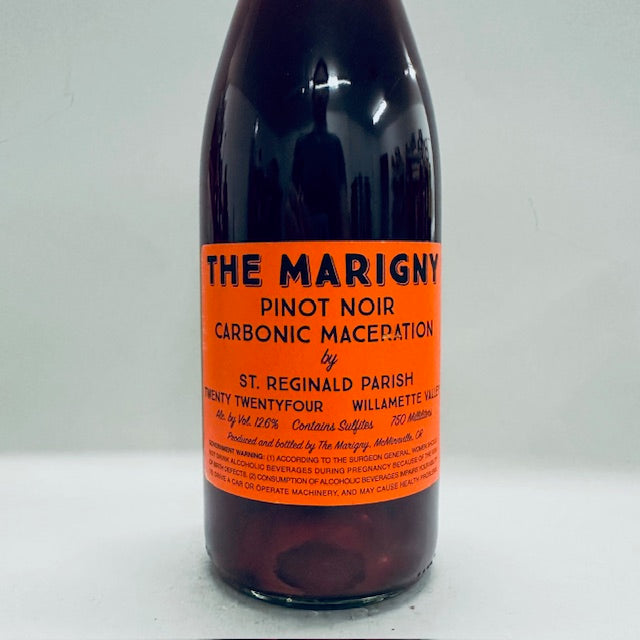 THE MARIGNY
PINOT NOIR
CARBONIC MACERATION
by
ST. REGINALD PARISH
TWENTY TWENTYFOUR WILLAMETTE VALLEY
Alc. by Vol. 12.6% Contains Sulfites 750 Milliliters
Produced and bottled by The Marigny, McMinnville, OR
GOVERNMENT WARNING: (1) ACCORDING TO THE SURGEON GENERAL, WOMEN SHOULD
NOT DRINK ALCOHOLIC BEVERAGES DURING PREGNANCY BECAUSE OF THE RISK
OF BIRTH DEFECTS. (2) CONSUMPTION OF ALCOHOLIC BEVERAGES IMPAIRS YOUR ABILITY
TO DRIVE A CAR OR OPERATE MACHINERY, AND MAY CAUSE HEALTH PROBLEMS.